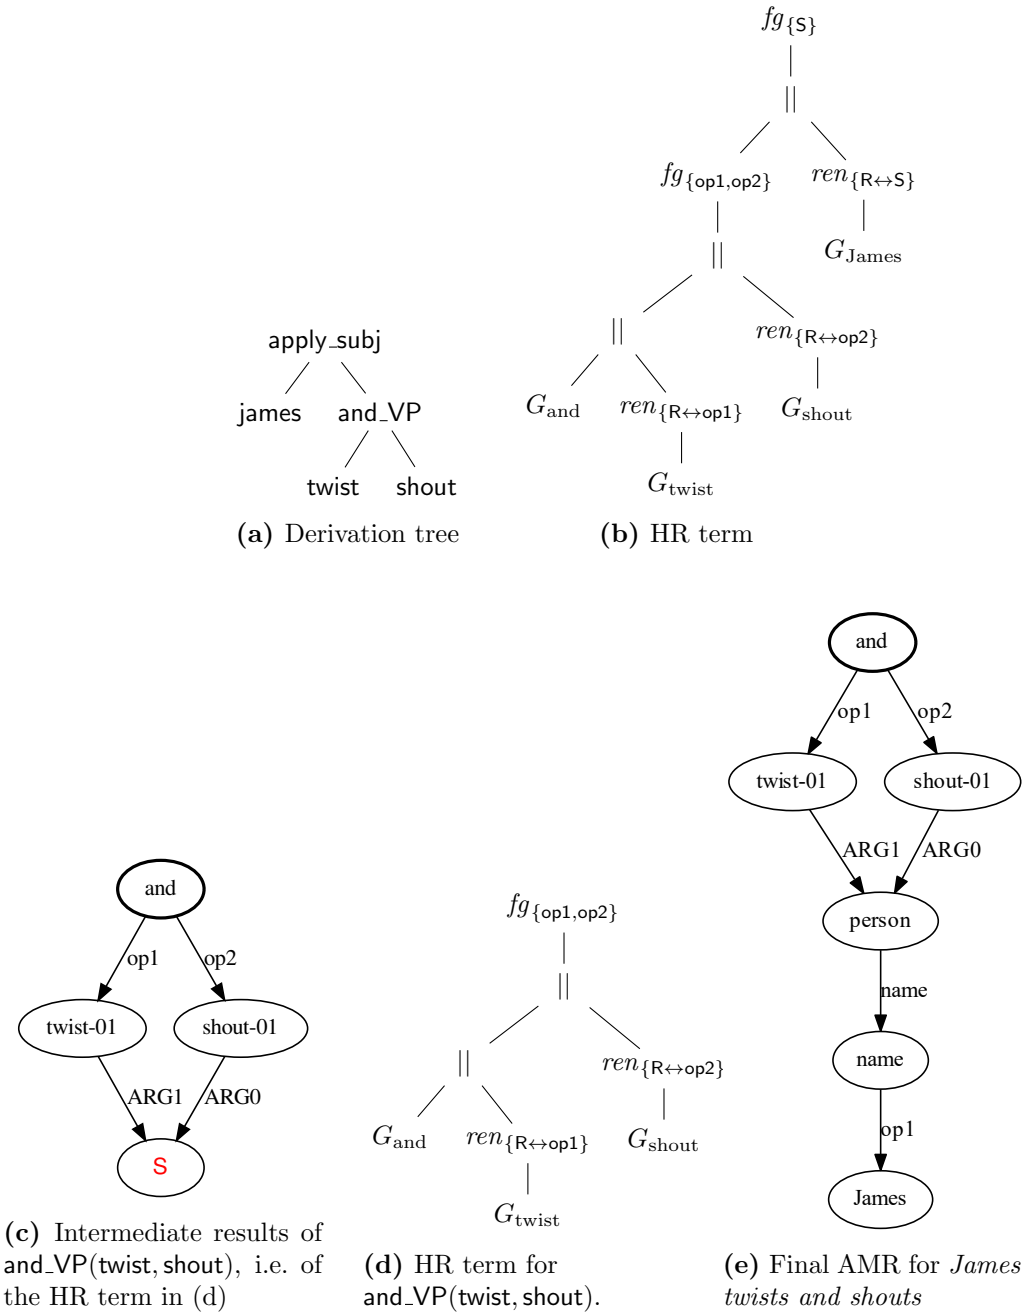 fg{S}
||
fg{op1,op2} ren{R↔S}
GJames
||
|| ren{R↔op2}
Gand ren{R↔op1} Gshout
Gtwist
apply_subj
james and_VP
twist shout
(a) Derivation tree
(b) HR term
and
op1 op2
twist-01 shout-01
ARG1 ARG0
S
(c) Intermediate results of
and_VP(twist, shout), i.e. of
the HR term in (d)
fg{op1,op2}
||
|| ren{R↔op2}
Gand ren{R↔op1} Gshout
Gtwist
(d) HR term for
and_VP(twist, shout).
and
op1 op2
twist-01 shout-01
ARG1 ARG0
person
name
name
op1
James
(e) Final AMR for James
twists and shouts